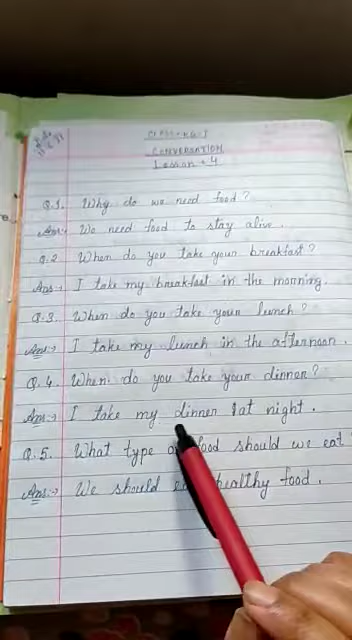 CLASS - KG-I
CONVERSATION
Lesson - 4
Q.1. Why do we need food?
Ans:- We need food to stay alive.
Q.2 When do you take your breakfast?
Ans:- I take my breakfast in the morning.
Q.3. When do you take your lunch?
Ans:- I take my lunch in the afternoon.
Q.4. When do you take your dinner?
Ans:- I take my dinner at night.
Q.5. What type food should we eat
Ans:- We should healthy food.